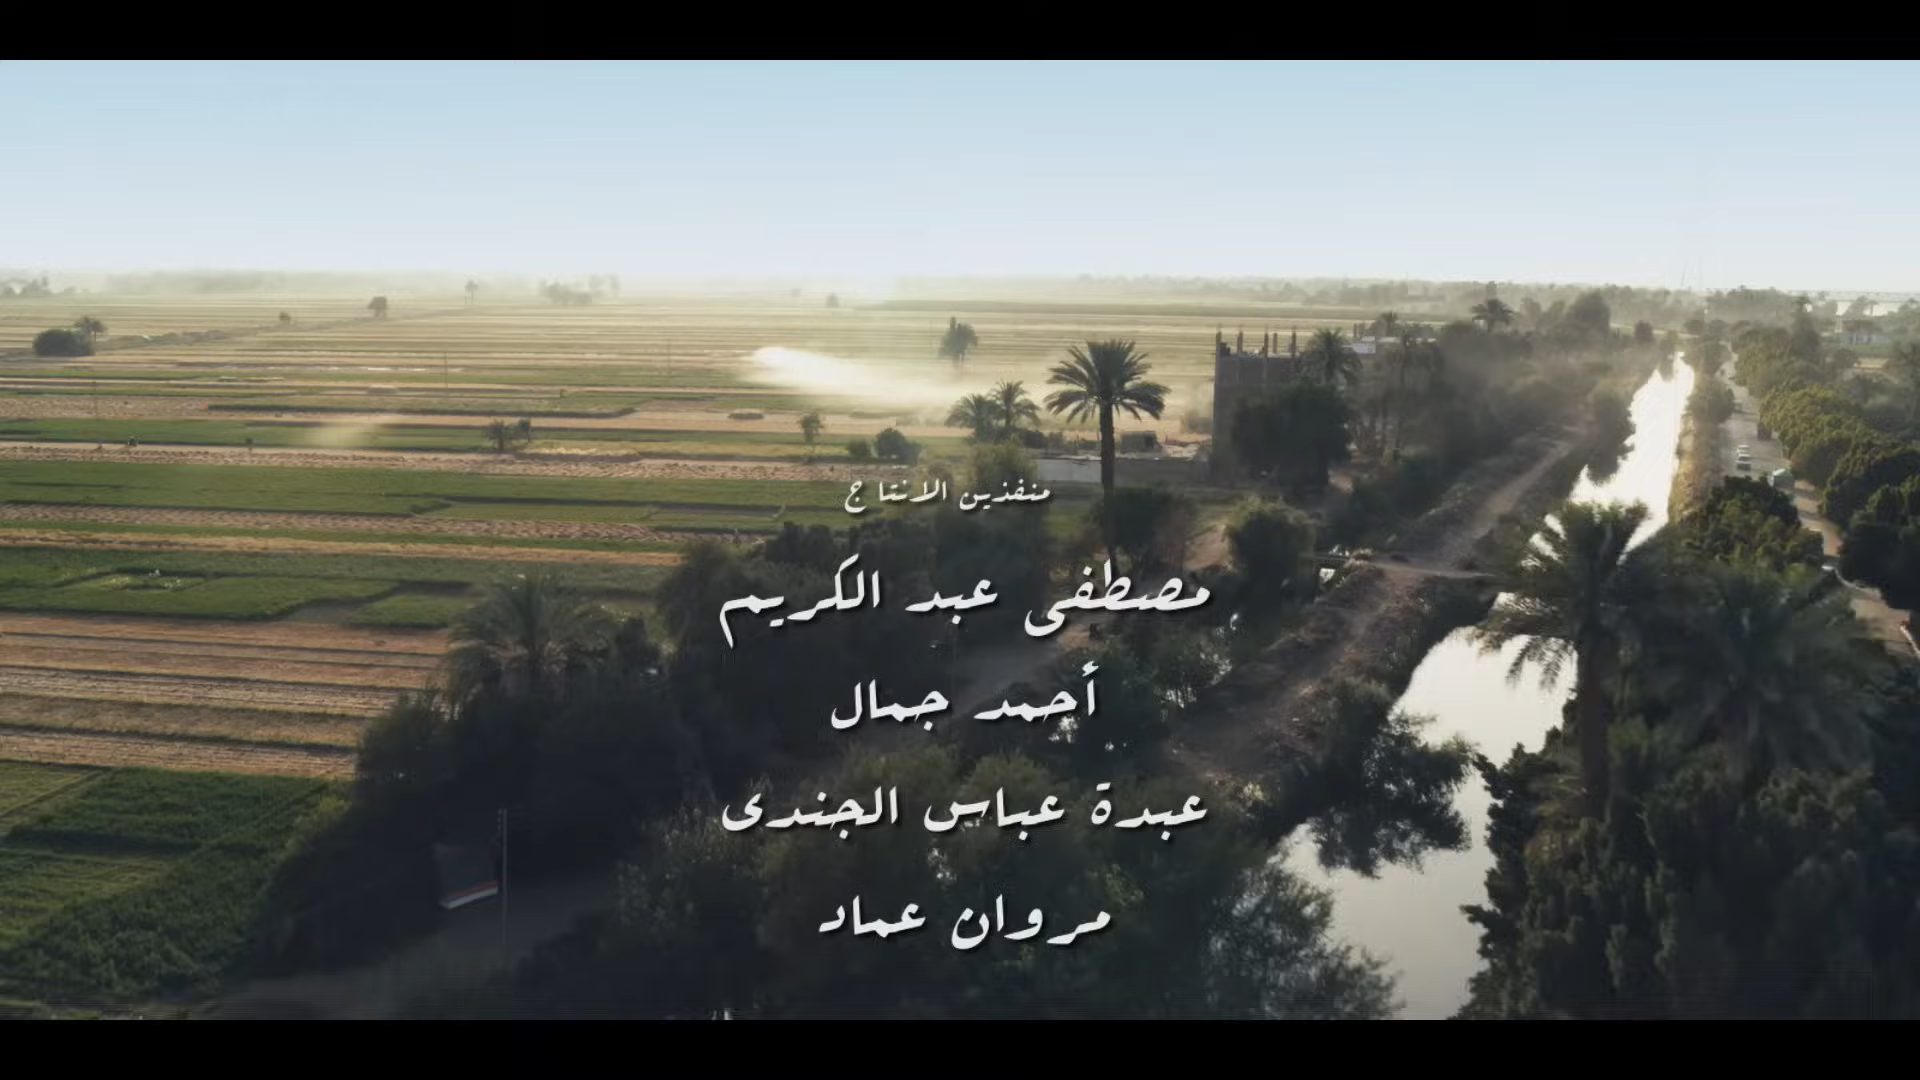 منفذين الانتاج
مصطفى عبد الكريم
أحمد جمال
عبدة عباس الجندى
مروان عماد